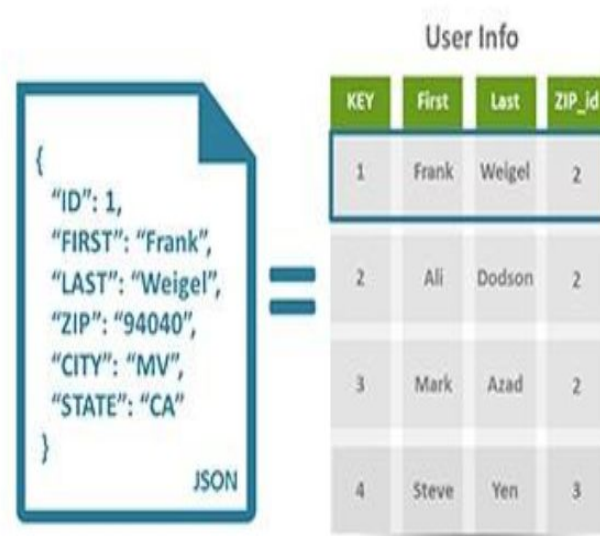 User Info
{
"ID": 1,
"FIRST": "Frank",
"LAST": "Weigel",
"ZIP": "94040",
"CITY": "MV",
"STATE": "CA"
}
JSON
=
KEY First Last ZIP_id
1 Frank Weigel 2
2 Ali Dodson 2
3 Mark Azad 2
4 Steve Yen 3